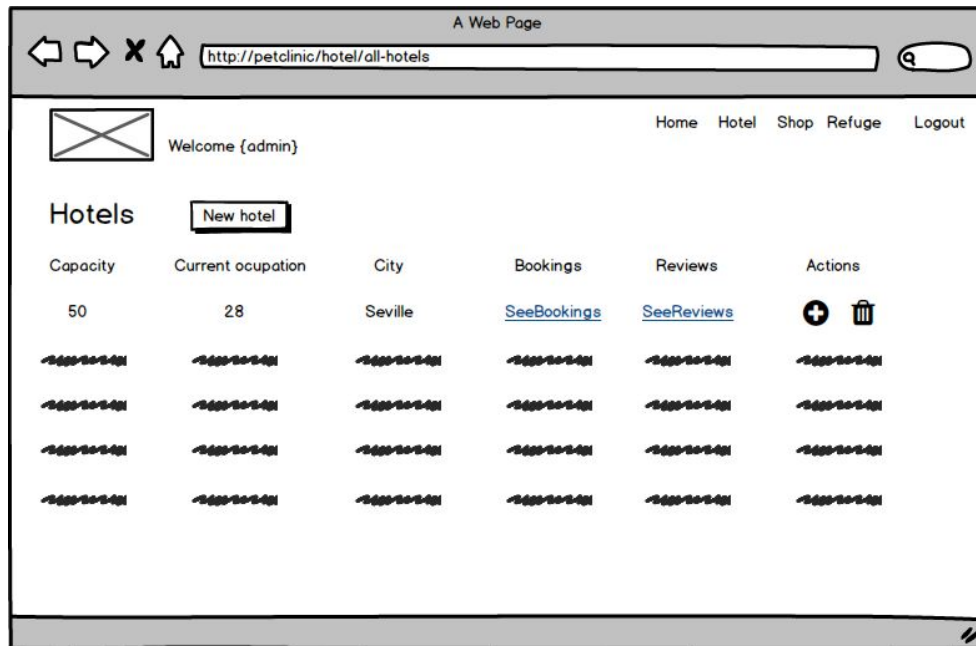 A Web Page
http://petclinic/hotel/all-hotels
Home Hotel Shop Refuge Logout
Welcome {admin}
Hotels New hotel
Capacity Current ocupation City Bookings Reviews Actions
50 28 Seville SeeBookings SeeReviews